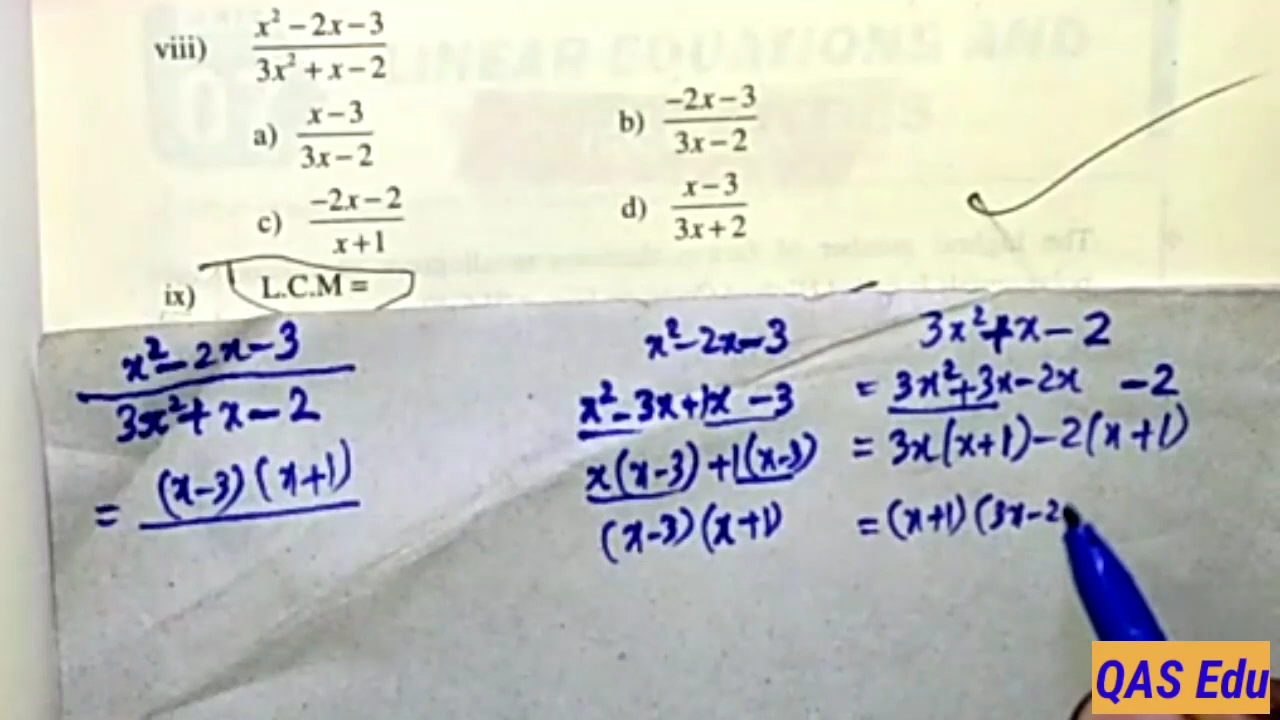 viii) x² − 2x − 3 / 3x² + x − 2
a) x − 3 / 3x − 2 b) −2x − 3 / 3x − 2
c) −2x − 2 / x + 1 d) x − 3 / 3x + 2
ix) L.C.M =
x² − 2x − 3 / 3x² + x − 2
= (x−3)(x+1)
x² − 2x − 3
x² − 3x + 1x − 3
x(x−3) + 1(x−3)
(x−3)(x+1)
3x² + x − 2
= 3x² + 3x − 2x − 2
= 3x(x+1) − 2(x+1)
= (x+1)(3x−2
QAS Edu